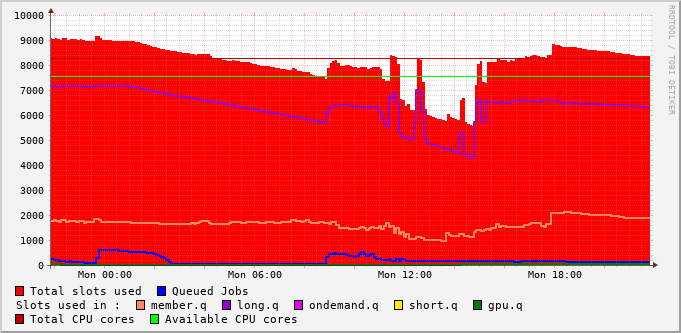 10000
9000
8000
7000
6000
5000
4000
3000
2000
1000
0
Mon 00:00 Mon 06:00 Mon 12:00 Mon 18:00
RRDTOOL / TOBI OETIKER
Total slots used Queued Jobs
Slots used in : member.q long.q ondemand.q short.q gpu.q
Total CPU cores Available CPU cores